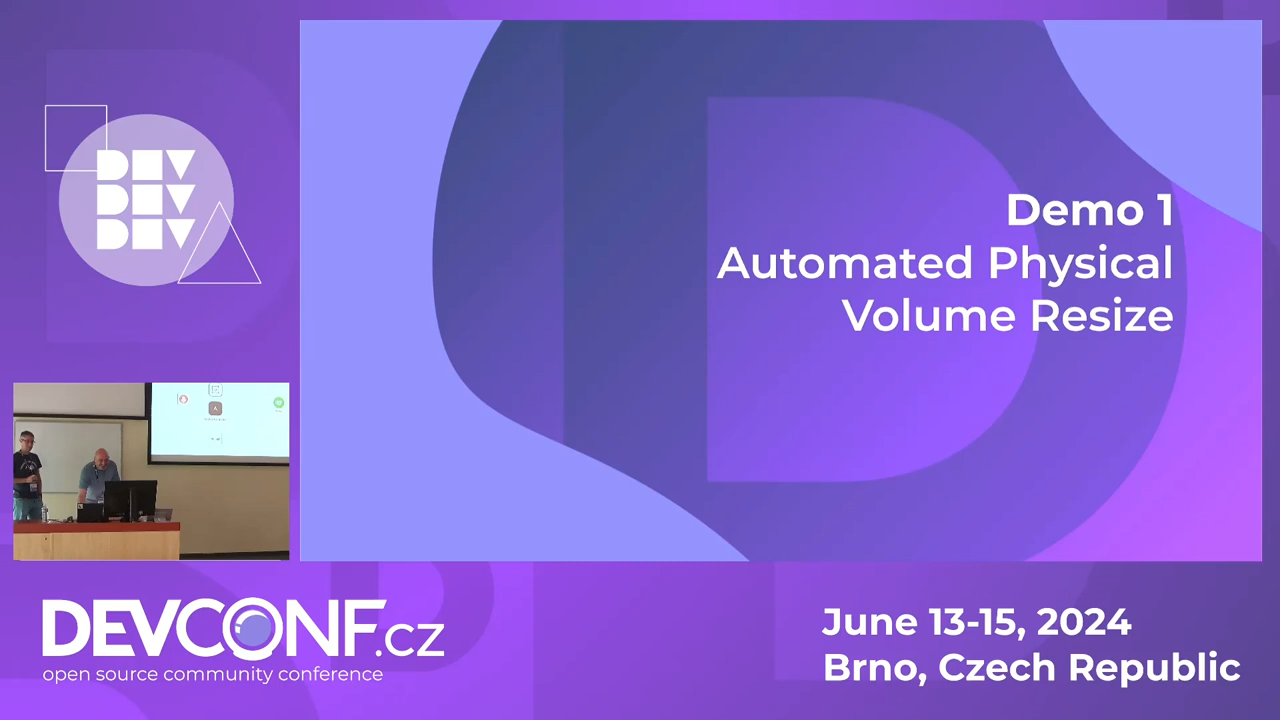 DEV
DEV
DEV
Demo 1
Automated Physical
Volume Resize
DEVCONF.cz
open source community conference
June 13-15, 2024
Brno, Czech Republic